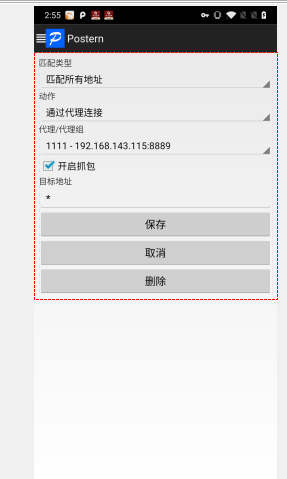 2:55
Postern
匹配类型
匹配所有地址
动作
通过代理连接
代理/代理组
1111 - 192.168.143.115:8889
开启抓包
目标地址
*
保存
取消
删除